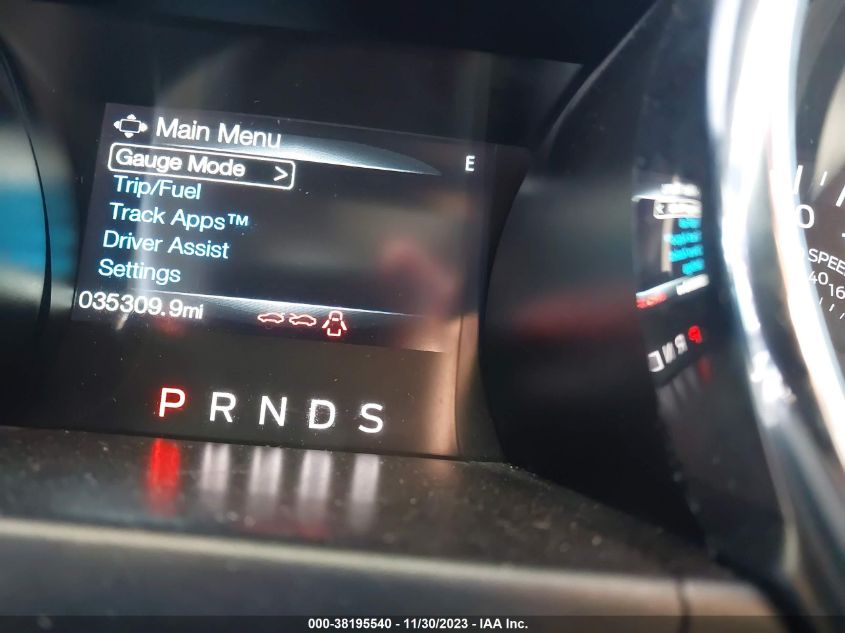 Main Menu
E
Gauge Mode >
Trip/Fuel
Track Apps™
Driver Assist
Settings
035309.9mi
P R N D S
000-38195540 - 11/30/2023 - IAA Inc.